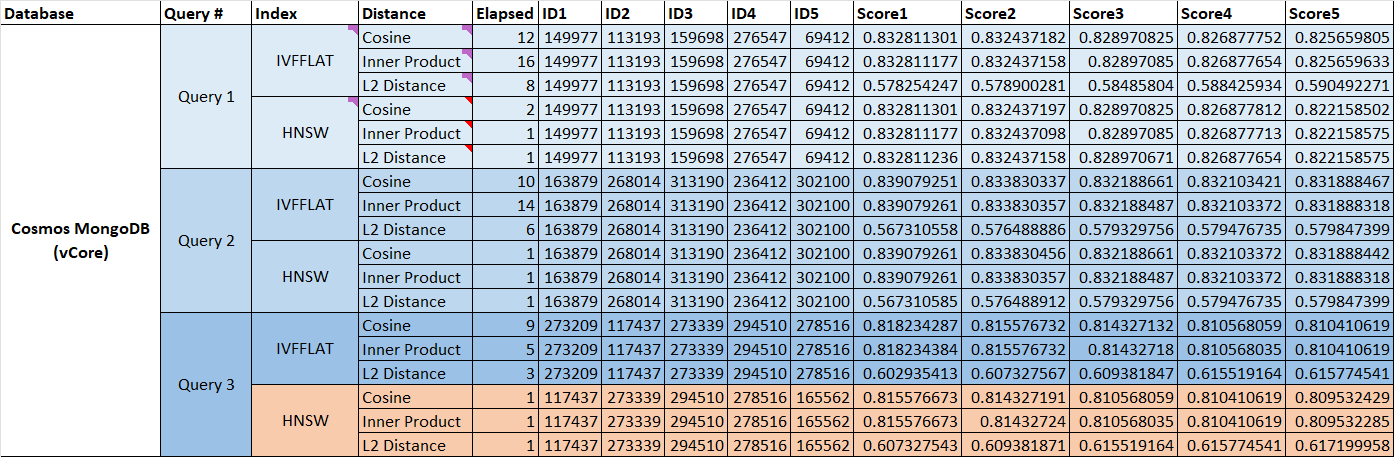 Database Query # Index Distance Elapsed ID1 ID2 ID3 ID4 ID5 Score1 Score2 Score3 Score4 Score5
Cosmos MongoDB
(vCore)
Query 1
IVFFLAT
Cosine 12 149977 113193 159698 276547 69412 0.832811301 0.832437182 0.828970825 0.826877752 0.825659805
Inner Product 16 149977 113193 159698 276547 69412 0.832811177 0.832437158 0.82897085 0.826877654 0.825659633
L2 Distance 8 149977 113193 159698 276547 69412 0.578254247 0.578900281 0.58485804 0.588425934 0.590492271
HNSW
Cosine 2 149977 113193 159698 276547 69412 0.832811301 0.832437197 0.828970825 0.826877812 0.822158502
Inner Product 1 149977 113193 159698 276547 69412 0.832811177 0.832437098 0.82897085 0.826877713 0.822158575
L2 Distance 1 149977 113193 159698 276547 69412 0.832811236 0.832437158 0.828970671 0.826877654 0.822158575
Query 2
IVFFLAT
Cosine 10 163879 268014 313190 236412 302100 0.839079251 0.833830337 0.832188661 0.832103421 0.831888467
Inner Product 14 163879 268014 313190 236412 302100 0.839079261 0.833830357 0.832188487 0.832103372 0.831888318
L2 Distance 6 163879 268014 313190 236412 302100 0.567310558 0.576488886 0.579329756 0.579476735 0.579847399
HNSW
Cosine 1 163879 268014 313190 236412 302100 0.839079261 0.833830456 0.832188661 0.832103372 0.831888442
Inner Product 1 163879 268014 313190 236412 302100 0.839079261 0.833830357 0.832188487 0.832103372 0.831888318
L2 Distance 1 163879 268014 313190 236412 302100 0.567310585 0.576488912 0.579329756 0.579476735 0.579847399
Query 3
IVFFLAT
Cosine 9 273209 117437 273339 294510 278516 0.818234287 0.815576732 0.814327132 0.810568059 0.810410619
Inner Product 5 273209 117437 273339 294510 278516 0.818234384 0.815576732 0.81432718 0.810568035 0.810410619
L2 Distance 3 273209 117437 273339 294510 278516 0.602935413 0.607327567 0.609381847 0.615519164 0.615774541
HNSW
Cosine 1 117437 273339 294510 278516 165562 0.815576673 0.814327191 0.810568059 0.810410619 0.809532429
Inner Product 1 117437 273339 294510 278516 165562 0.815576673 0.81432724 0.810568035 0.810410619 0.809532285
L2 Distance 1 117437 273339 294510 278516 165562 0.607327543 0.609381871 0.615519164 0.615774541 0.617199958